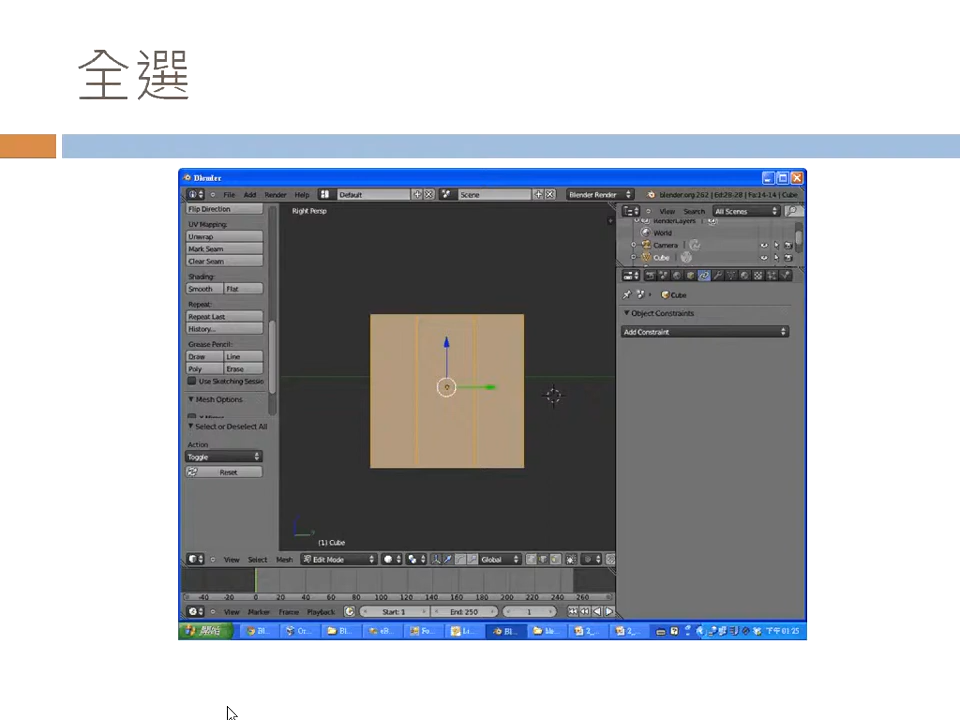 全選
Blender
File Add Render Help Default Scene Blender Render blender.org 262 | Ed:28-28 | Fa:14-14 | Cube
Flip Direction
UV Mapping:
Unwrap
Mark Seam
Clear Seam
Shading:
Smooth Flat
Repeat:
Repeat Last
History...
Grease Pencil:
Draw Line
Poly Erase
Use Sketching Sessio
Mesh Options
Select or Deselect All
Action
Toggle
Reset
Right Persp
(1) Cube
View Select Mesh Edit Mode Global
-40 -20 0 20 40 60 80 100 120 140 160 180 200 220 240 260
View Marker Frame Playback Start: 1 End: 250 1
View Search All Scenes
RenderLayers
World
Camera
Cube
Cube
Object Constraints
Add Constraint
開始 下午 01:25